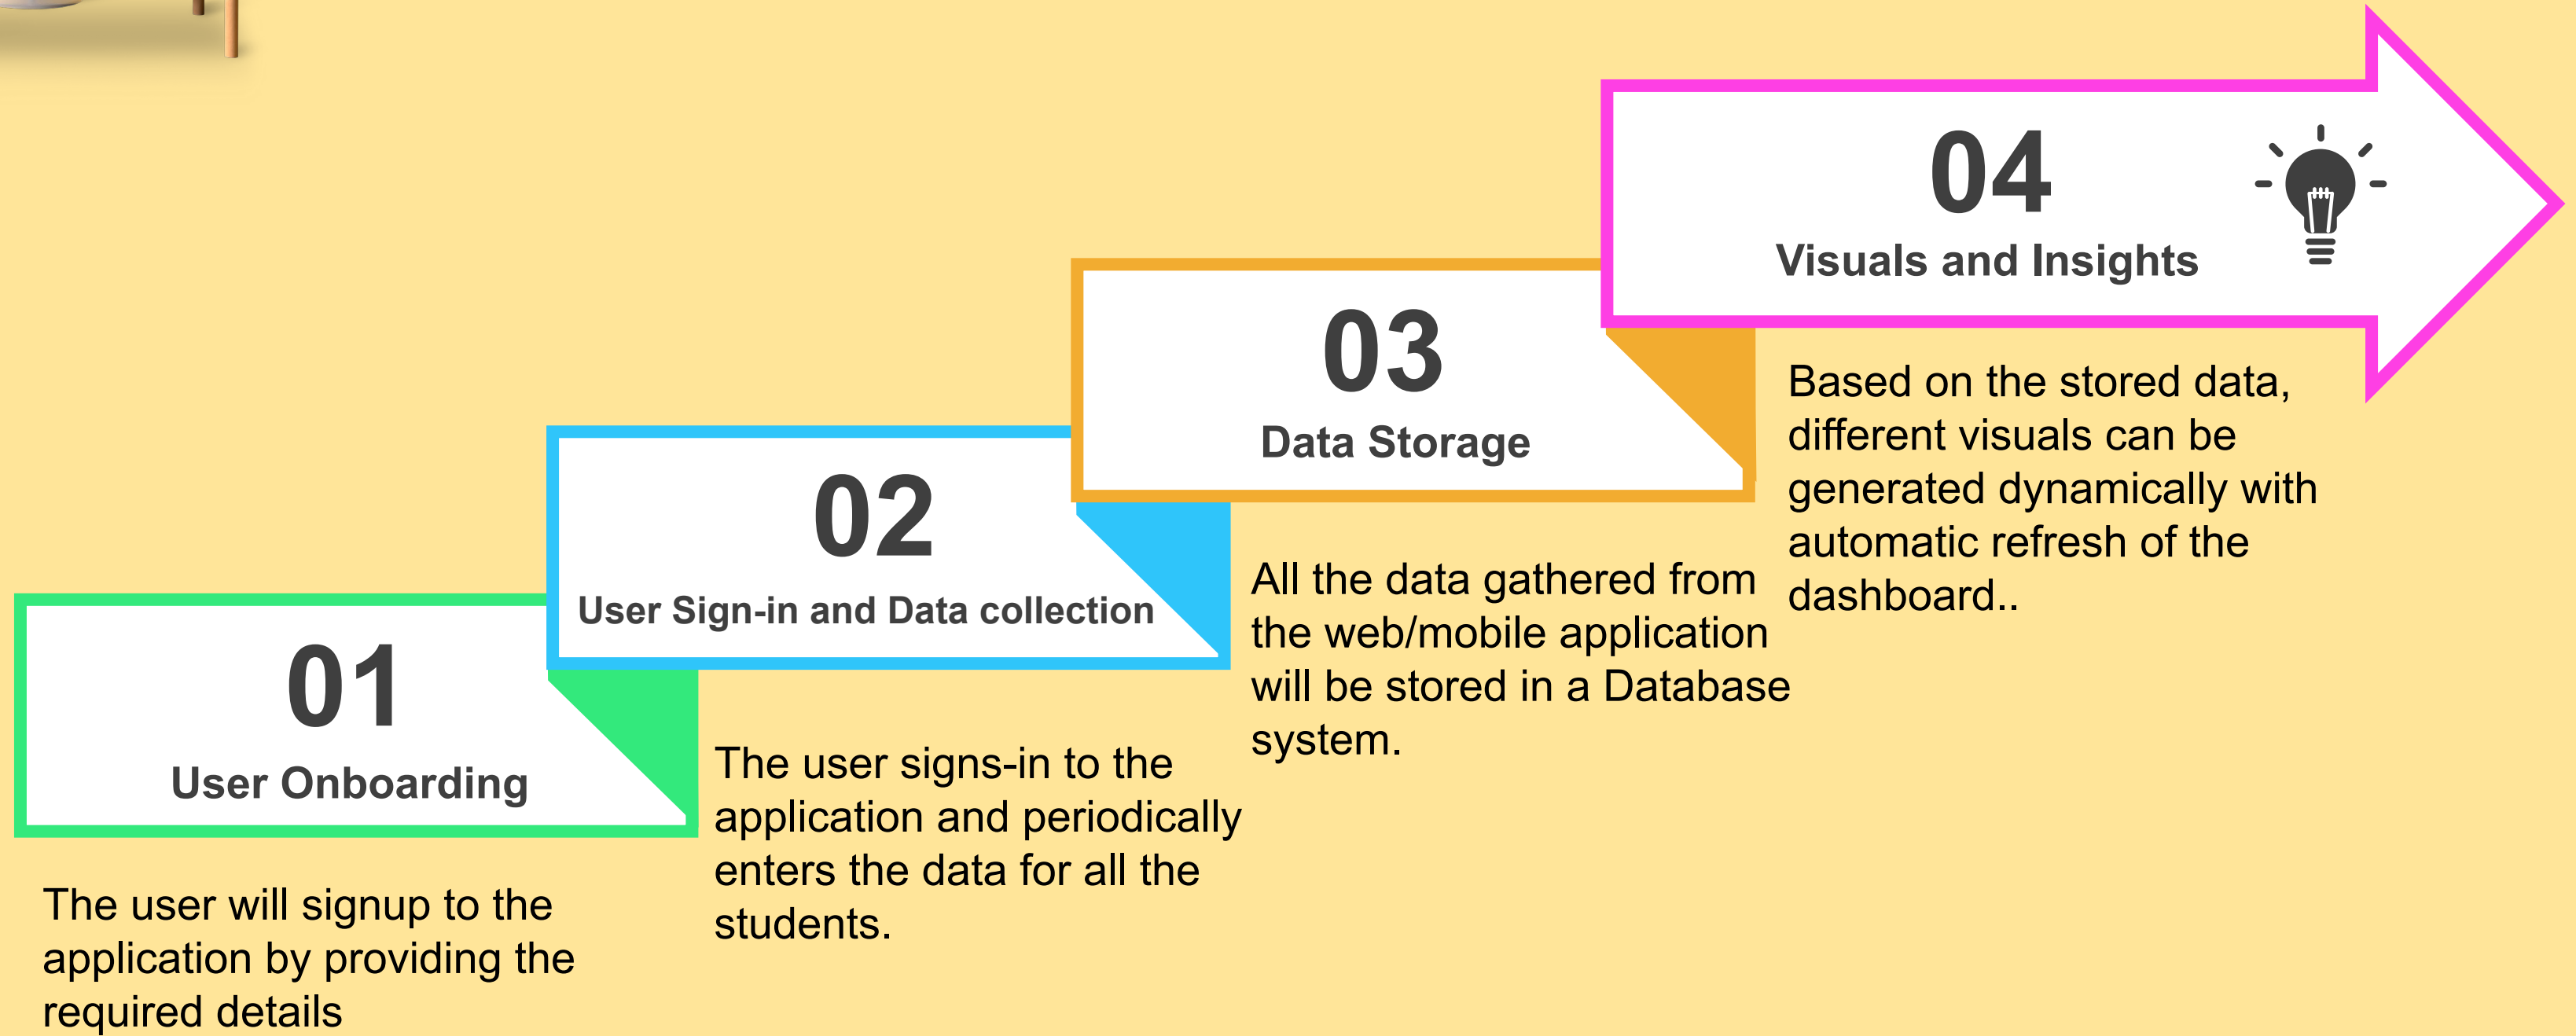 01
User Onboarding
The user will signup to the
application by providing the
required details
02
User Sign-in and Data collection
The user signs-in to the
application and periodically
enters the data for all the
students.
03
Data Storage
All the data gathered from
the web/mobile application
will be stored in a Database
system.
04
Visuals and Insights
Based on the stored data,
different visuals can be
generated dynamically with
automatic refresh of the
dashboard..